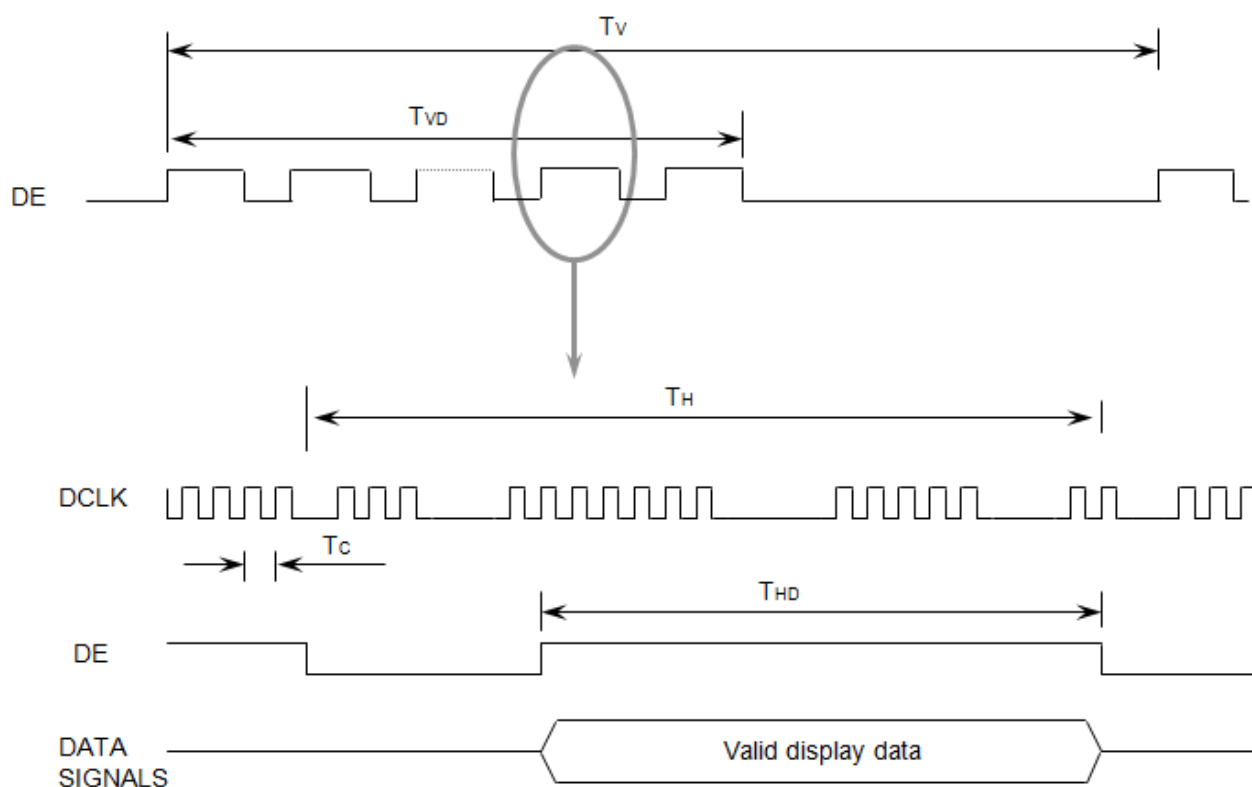 TV
TVD
DE
TH
DCLK
TC
THD
DE
Valid display data
DATA
SIGNALS